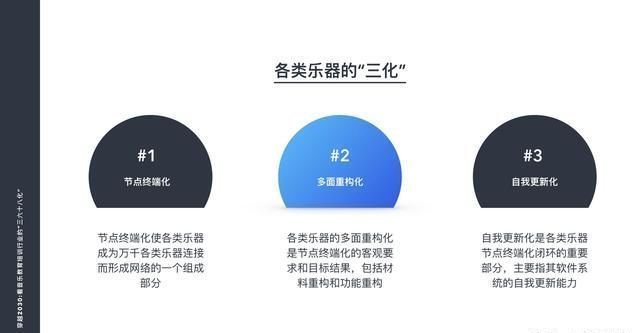 各类乐器的“三化”
#1
节点终端化
节点终端化使各类乐器
成为万千各类乐器连接
而形成网络的一个组成
部分
#2
多面重构化
各类乐器的多面重构化
是节点终端化的客观要
求和目标结果，包括材
料重构和功能重构
#3
自我更新化
自我更新化是各类乐器
节点终端化闭环的重要
部分，主要指其软件系
统的自我更新能力
穿越2030:看音乐教育培训行业的“三六十八化”